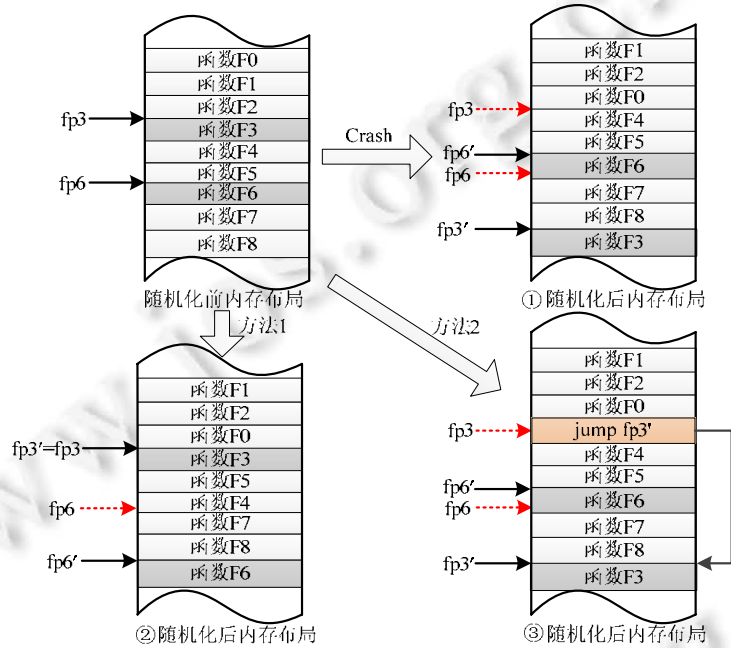 函数F0
函数F1
函数F2
fp3
函数F3
函数F4
函数F5
fp6
函数F6
函数F7
函数F8
随机化前内存布局
Crash
函数F1
函数F2
函数F0
fp3
函数F4
函数F5
fp6′
函数F6
fp6
函数F7
函数F8
fp3′
函数F3
①随机化后内存布局
方法1
方法2
函数F1
函数F2
函数F0
fp3′=fp3
函数F3
函数F5
fp6
函数F4
函数F7
函数F8
fp6′
函数F6
②随机化后内存布局
函数F1
函数F2
函数F0
fp3
jump fp3'
函数F4
函数F5
fp6′
函数F6
fp6
函数F7
函数F8
fp3′
函数F3
③随机化后内存布局